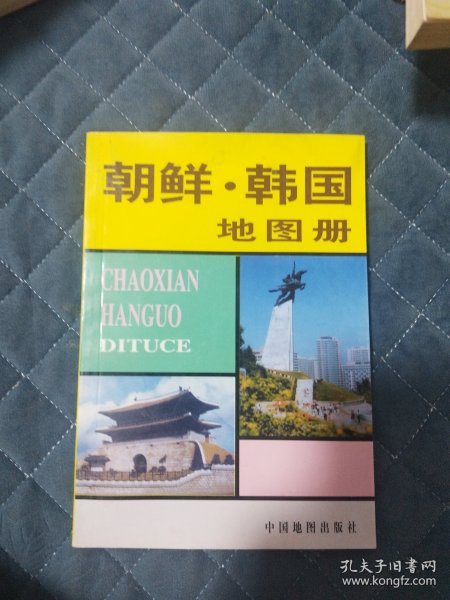 朝鲜·韩国
地图册
CHAOXIAN
HANGUO
DITUCE
中国地图出版社
孔夫子旧书网
www.kongfz.com